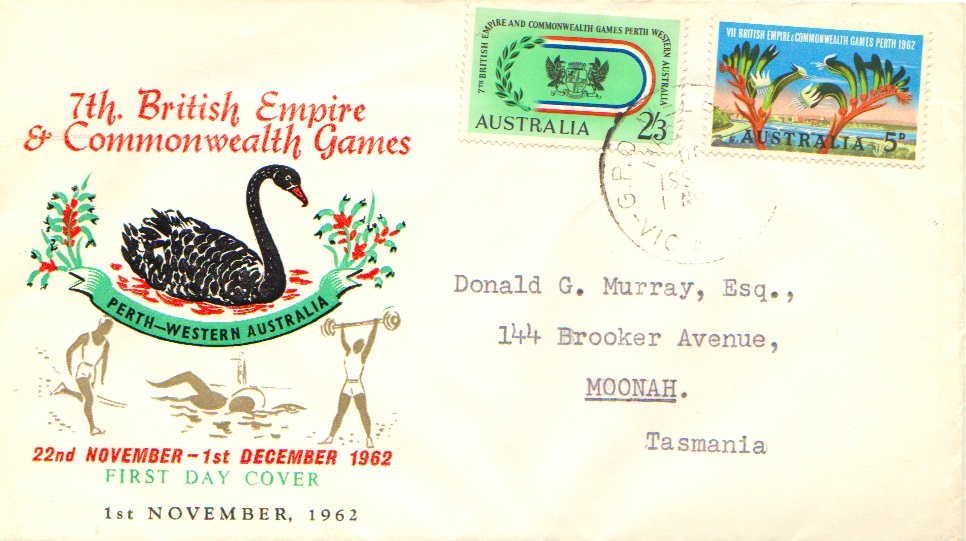 7th. British Empire
& Commonwealth Games
PERTH—WESTERN AUSTRALIA
22nd NOVEMBER – 1st DECEMBER 1962
FIRST DAY COVER
1st NOVEMBER, 1962
7TH BRITISH EMPIRE AND COMMONWEALTH GAMES PERTH WESTERN AUSTRALIA
AUSTRALIA 2/3
VII BRITISH EMPIRE & COMMONWEALTH GAMES PERTH 1962
AUSTRALIA 5D
G.P.O.
VIC
Donald G. Murray, Esq.,
144 Brooker Avenue,
MOONAH.
Tasmania